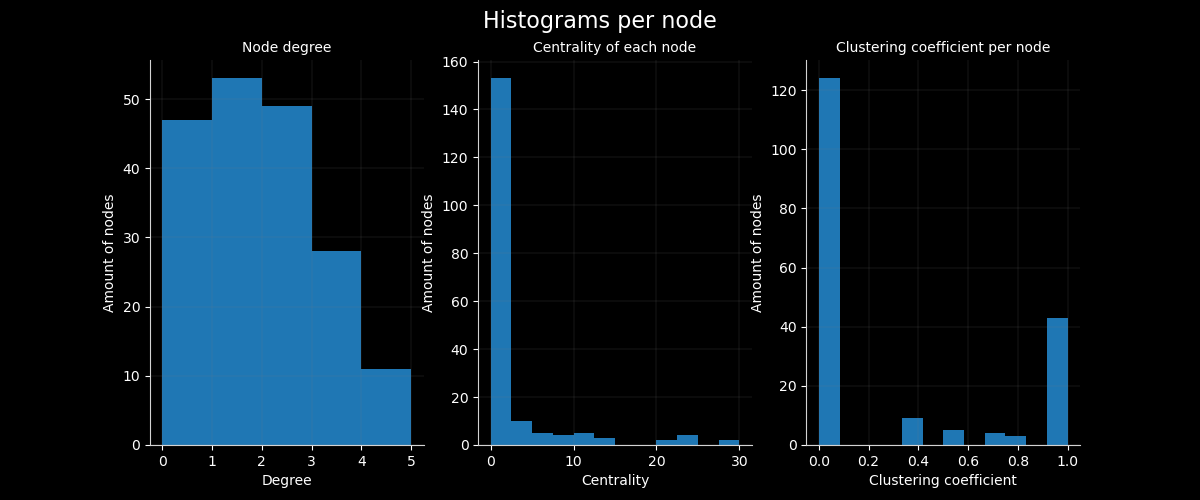 Histograms per node
Node degree
Amount of nodes
50
40
30
20
10
0
0 1 2 3 4 5
Degree
Centrality of each node
Amount of nodes
160
140
120
100
80
60
40
20
0
0 10 20 30
Centrality
Clustering coefficient per node
Amount of nodes
120
100
80
60
40
20
0
0.0 0.2 0.4 0.6 0.8 1.0
Clustering coefficient